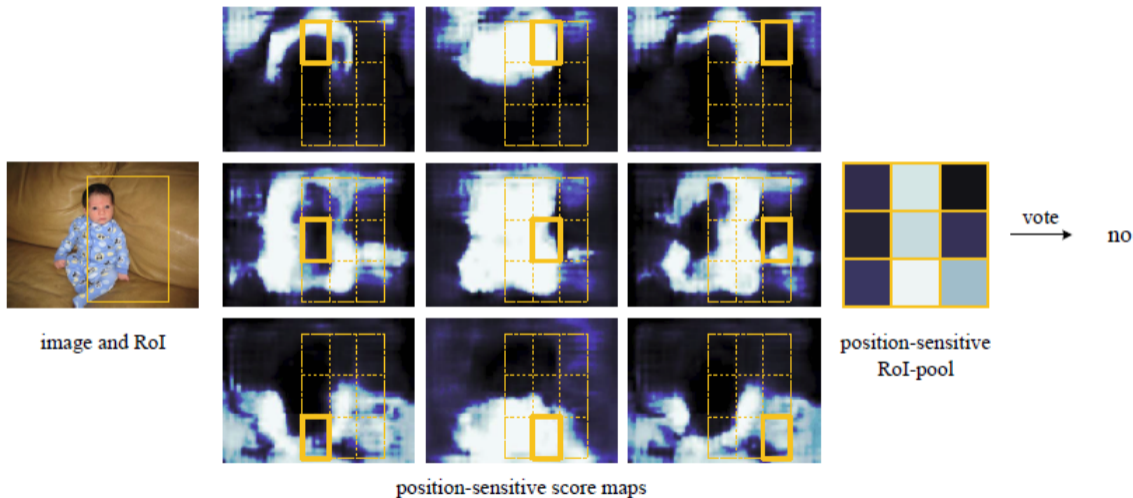 image and RoI
position-sensitive score maps
position-sensitive
RoI-pool
vote
no